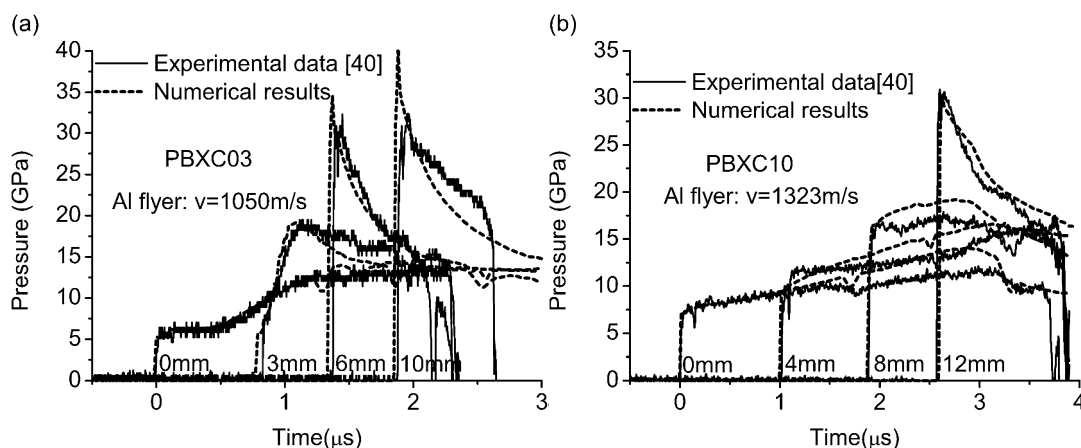 (a)
40
35
30
25
20
15
10
5
0
Pressure (GPa)
Experimental data [40]
Numerical results
PBXC03
Al flyer: v=1050m/s
0mm
3mm
6mm
10mm
0
1
2
3
Time(μs)
(b)
35
30
25
20
15
10
5
0
Pressure (GPa)
Experimental data[40]
Numerical results
PBXC10
Al flyer: v=1323m/s
0mm
4mm
8mm
12mm
0
1
2
3
4
Time(μs)